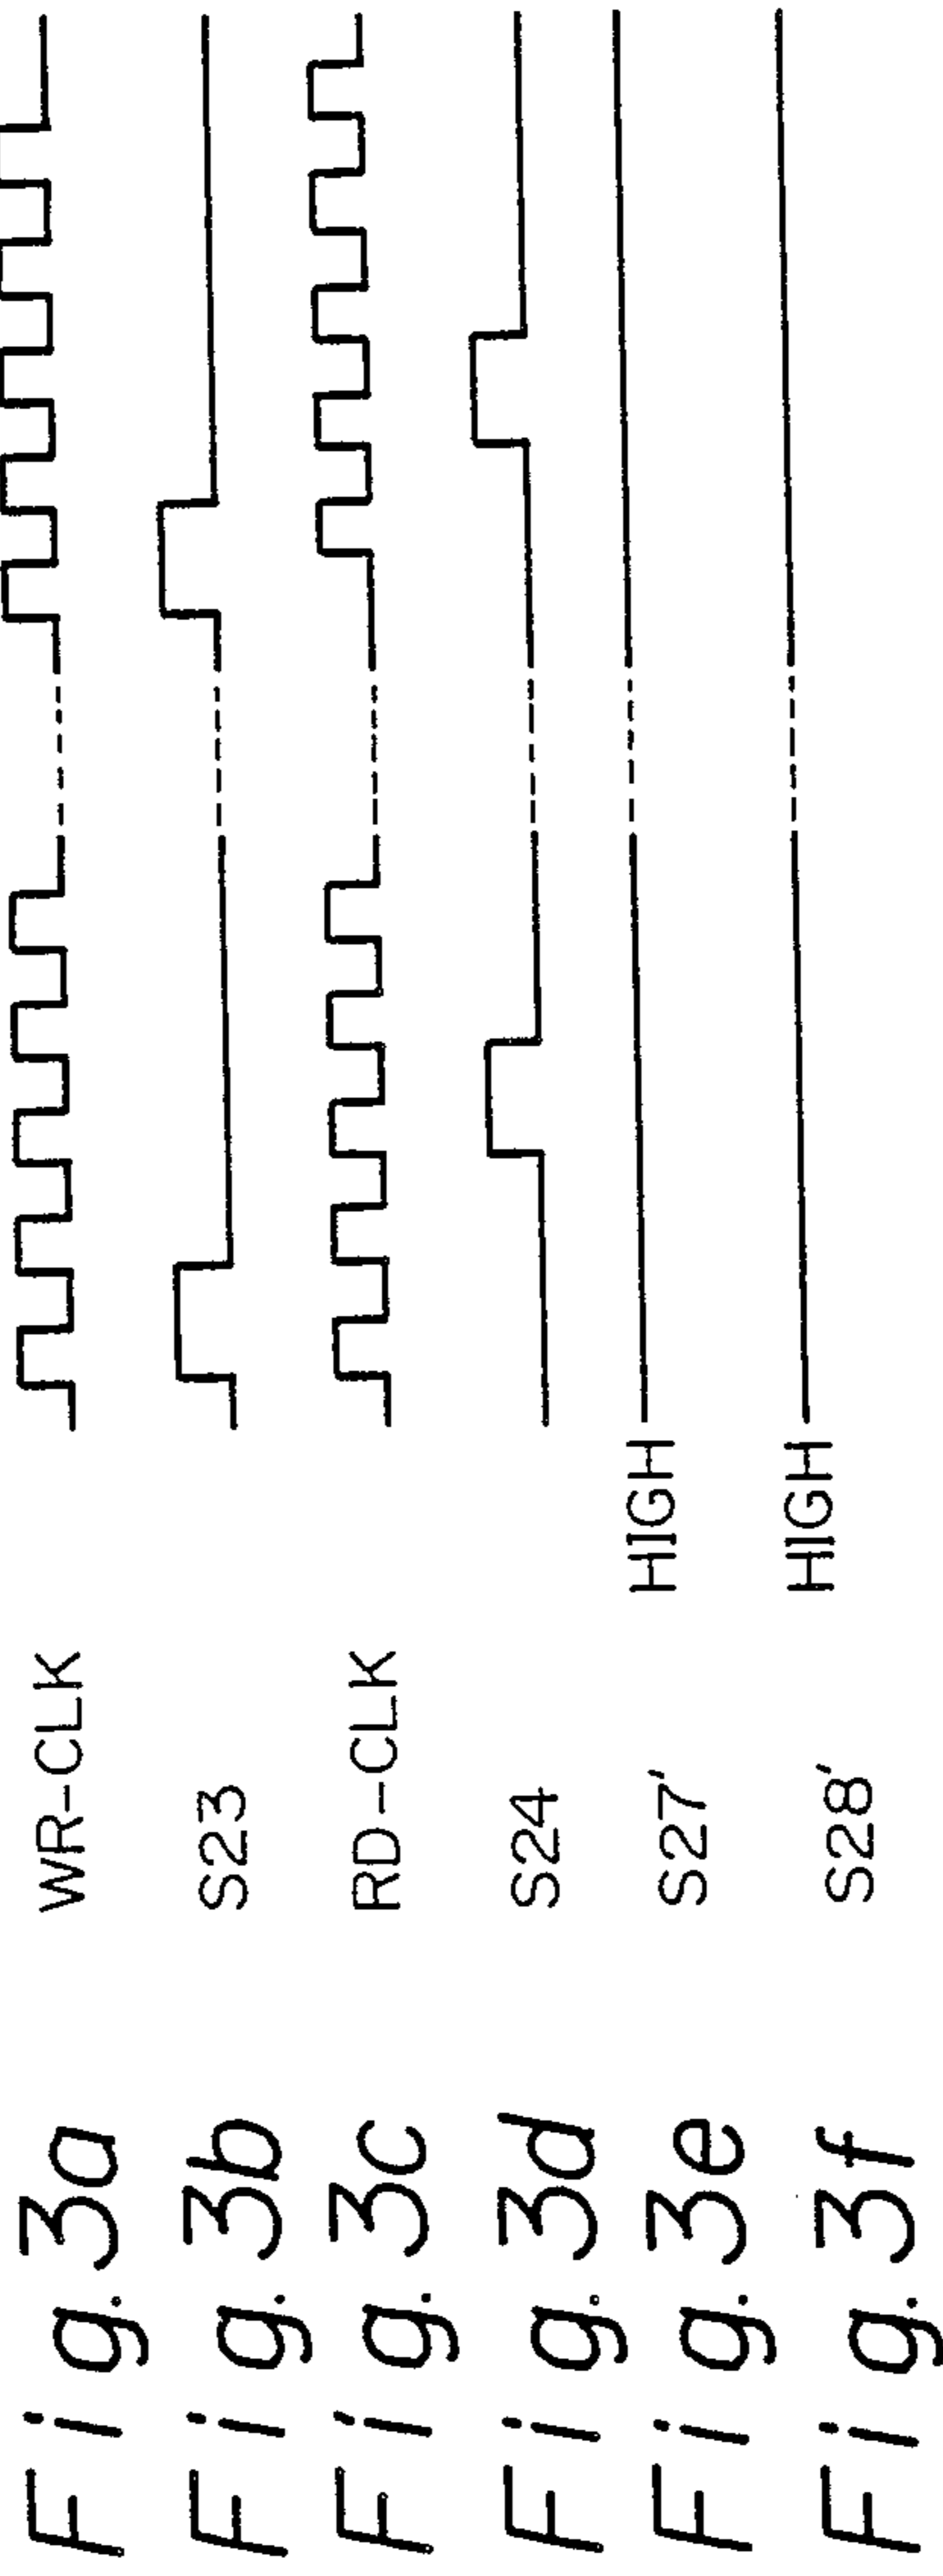 Fig. 3a WR-CLK
Fig. 3b S23
Fig. 3c RD-CLK
Fig. 3d S24
Fig. 3e S27' HIGH
Fig. 3f S28' HIGH